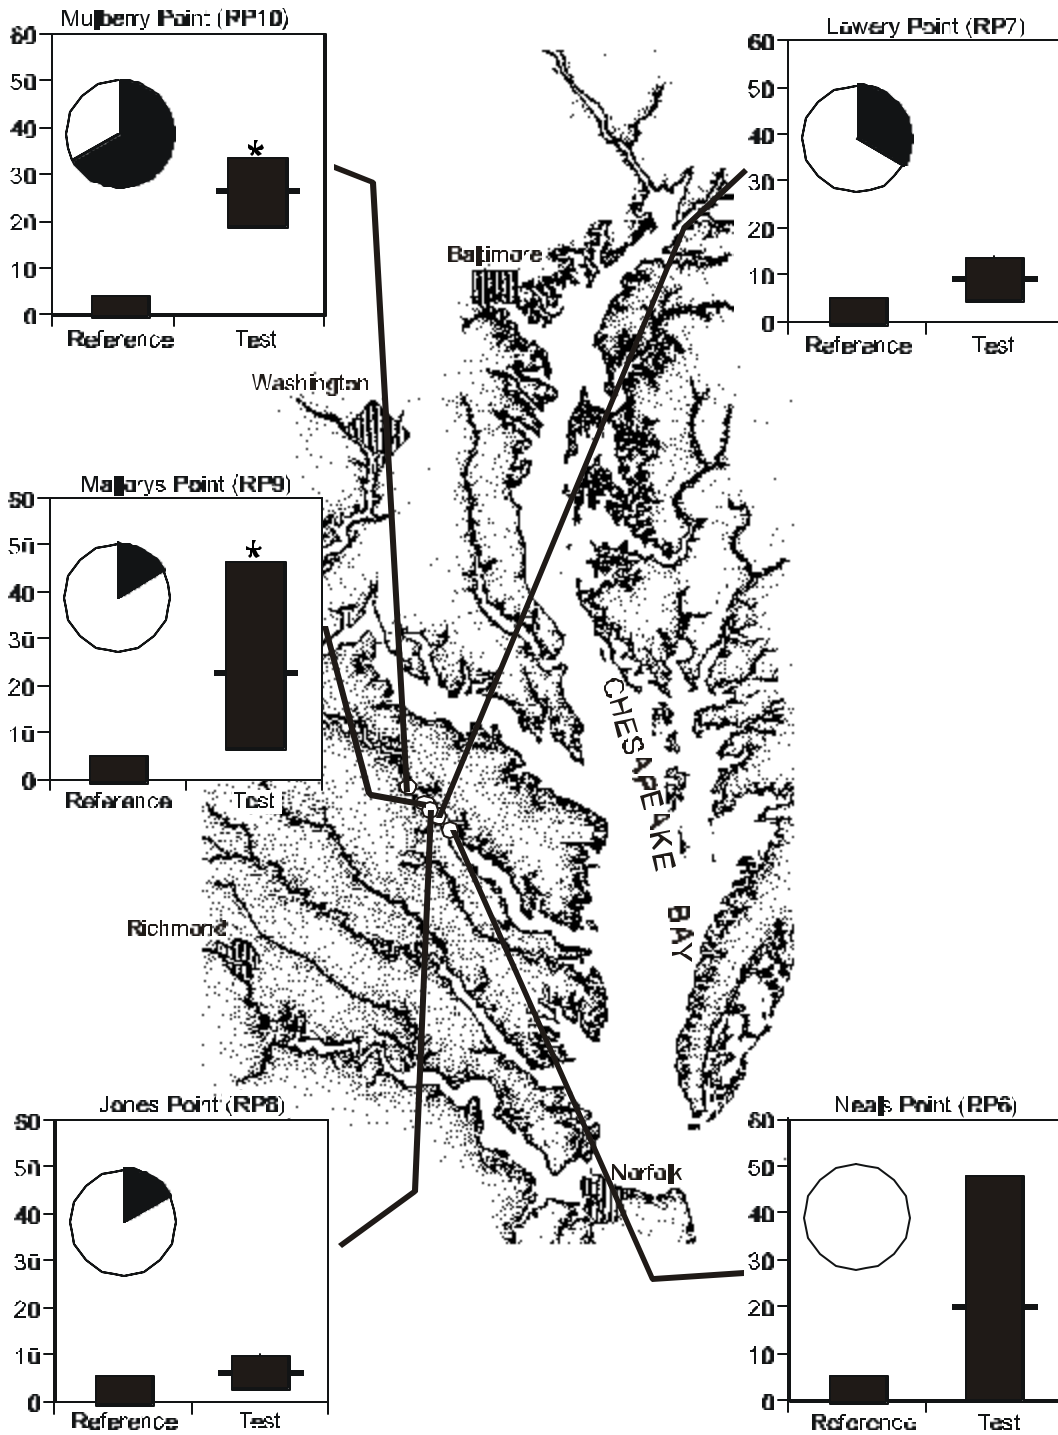 Mulberry Point (RP10)
60
50
40
30
20
10
0
Reference Test
Lowery Point (RP7)
60
50
40
30
20
10
0
Reference Test
Baltimore
Washington
Mallarys Point (RP9)
60
50
40
30
20
10
0
Reference Test
CHESAPEAKE BAY
Richmond
Jones Point (RP8)
60
50
40
30
20
10
0
Reference Test
Norfolk
Neals Point (RP6)
60
50
40
30
20
10
0
Reference Test